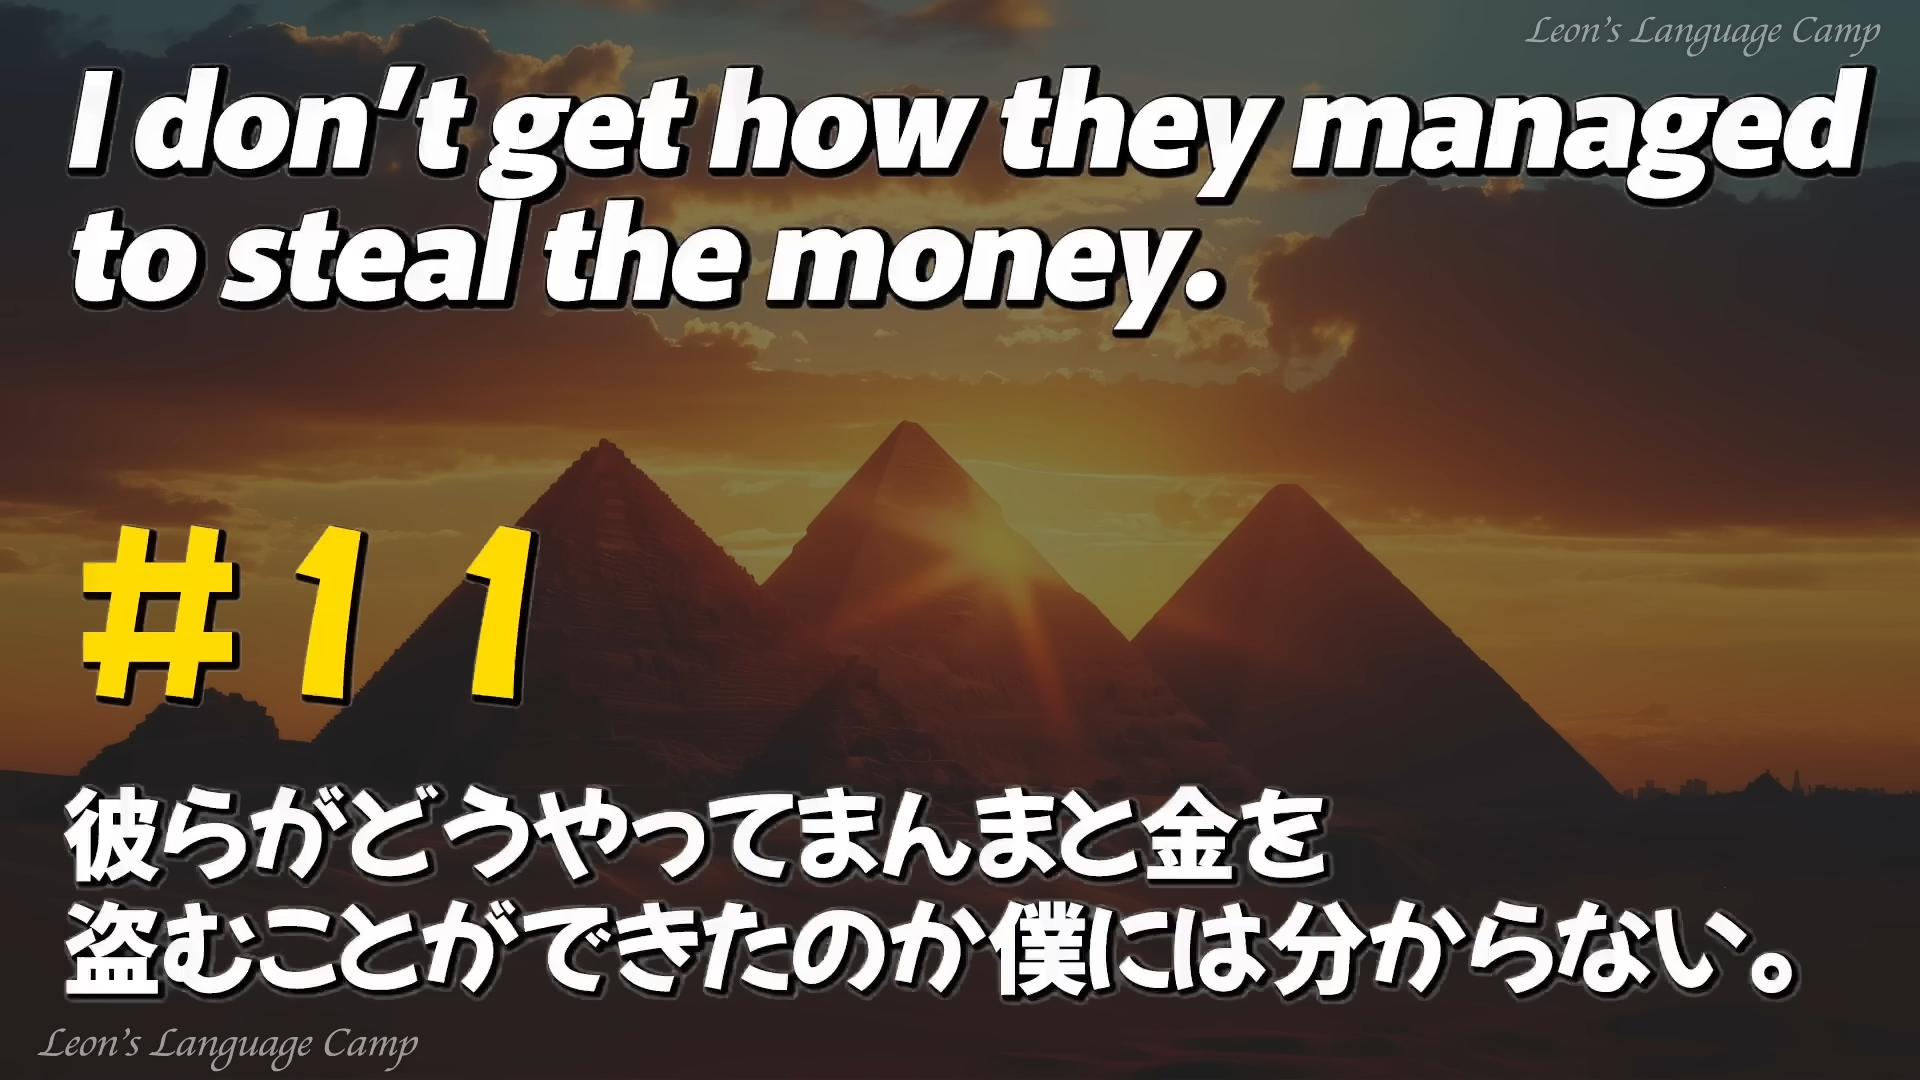 Leon's Language Camp
I don't get how they managed
to steal the money.
#11
彼らがどうやってまんまと金を
盗むことができたのか僕には分からない。
Leon's Language Camp